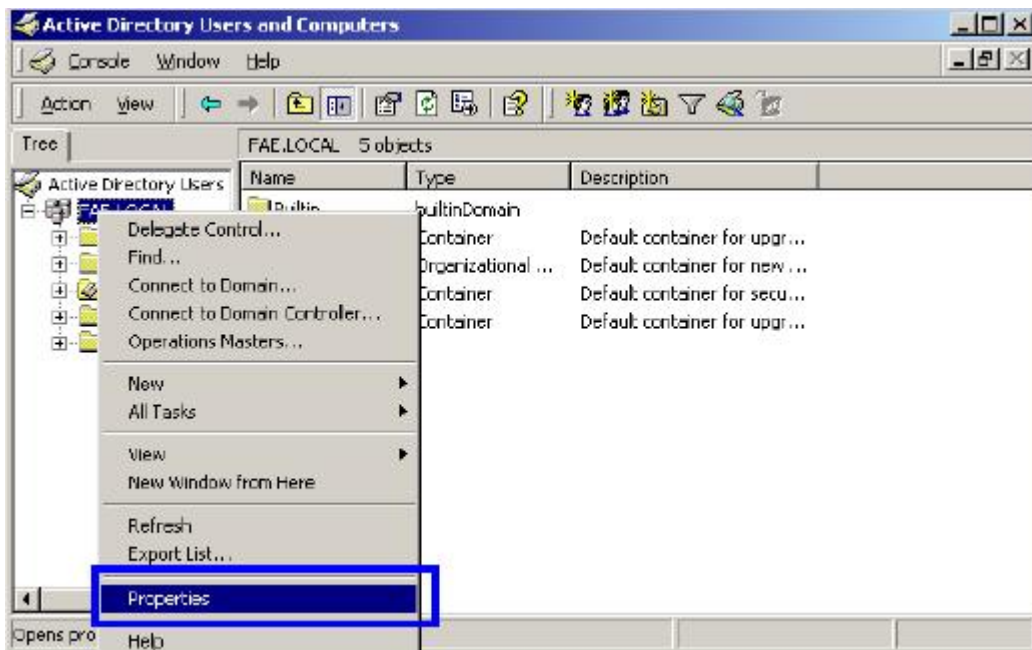 Active Directory Users and Computers
Console Window Help
Action View
Tree
FAE.LOCAL 5 objects
Name Type Description
Active Directory Users
FAE.LOCAL
Builtin builtinDomain
Container Default container for upgr...
Organizational ... Default container for new ...
Container Default container for secu...
Container Default container for upgr...
Delegate Control...
Find...
Connect to Domain...
Connect to Domain Controller...
Operations Masters...
New
All Tasks
View
New Window from Here
Refresh
Export List...
Properties
Help
Opens pro